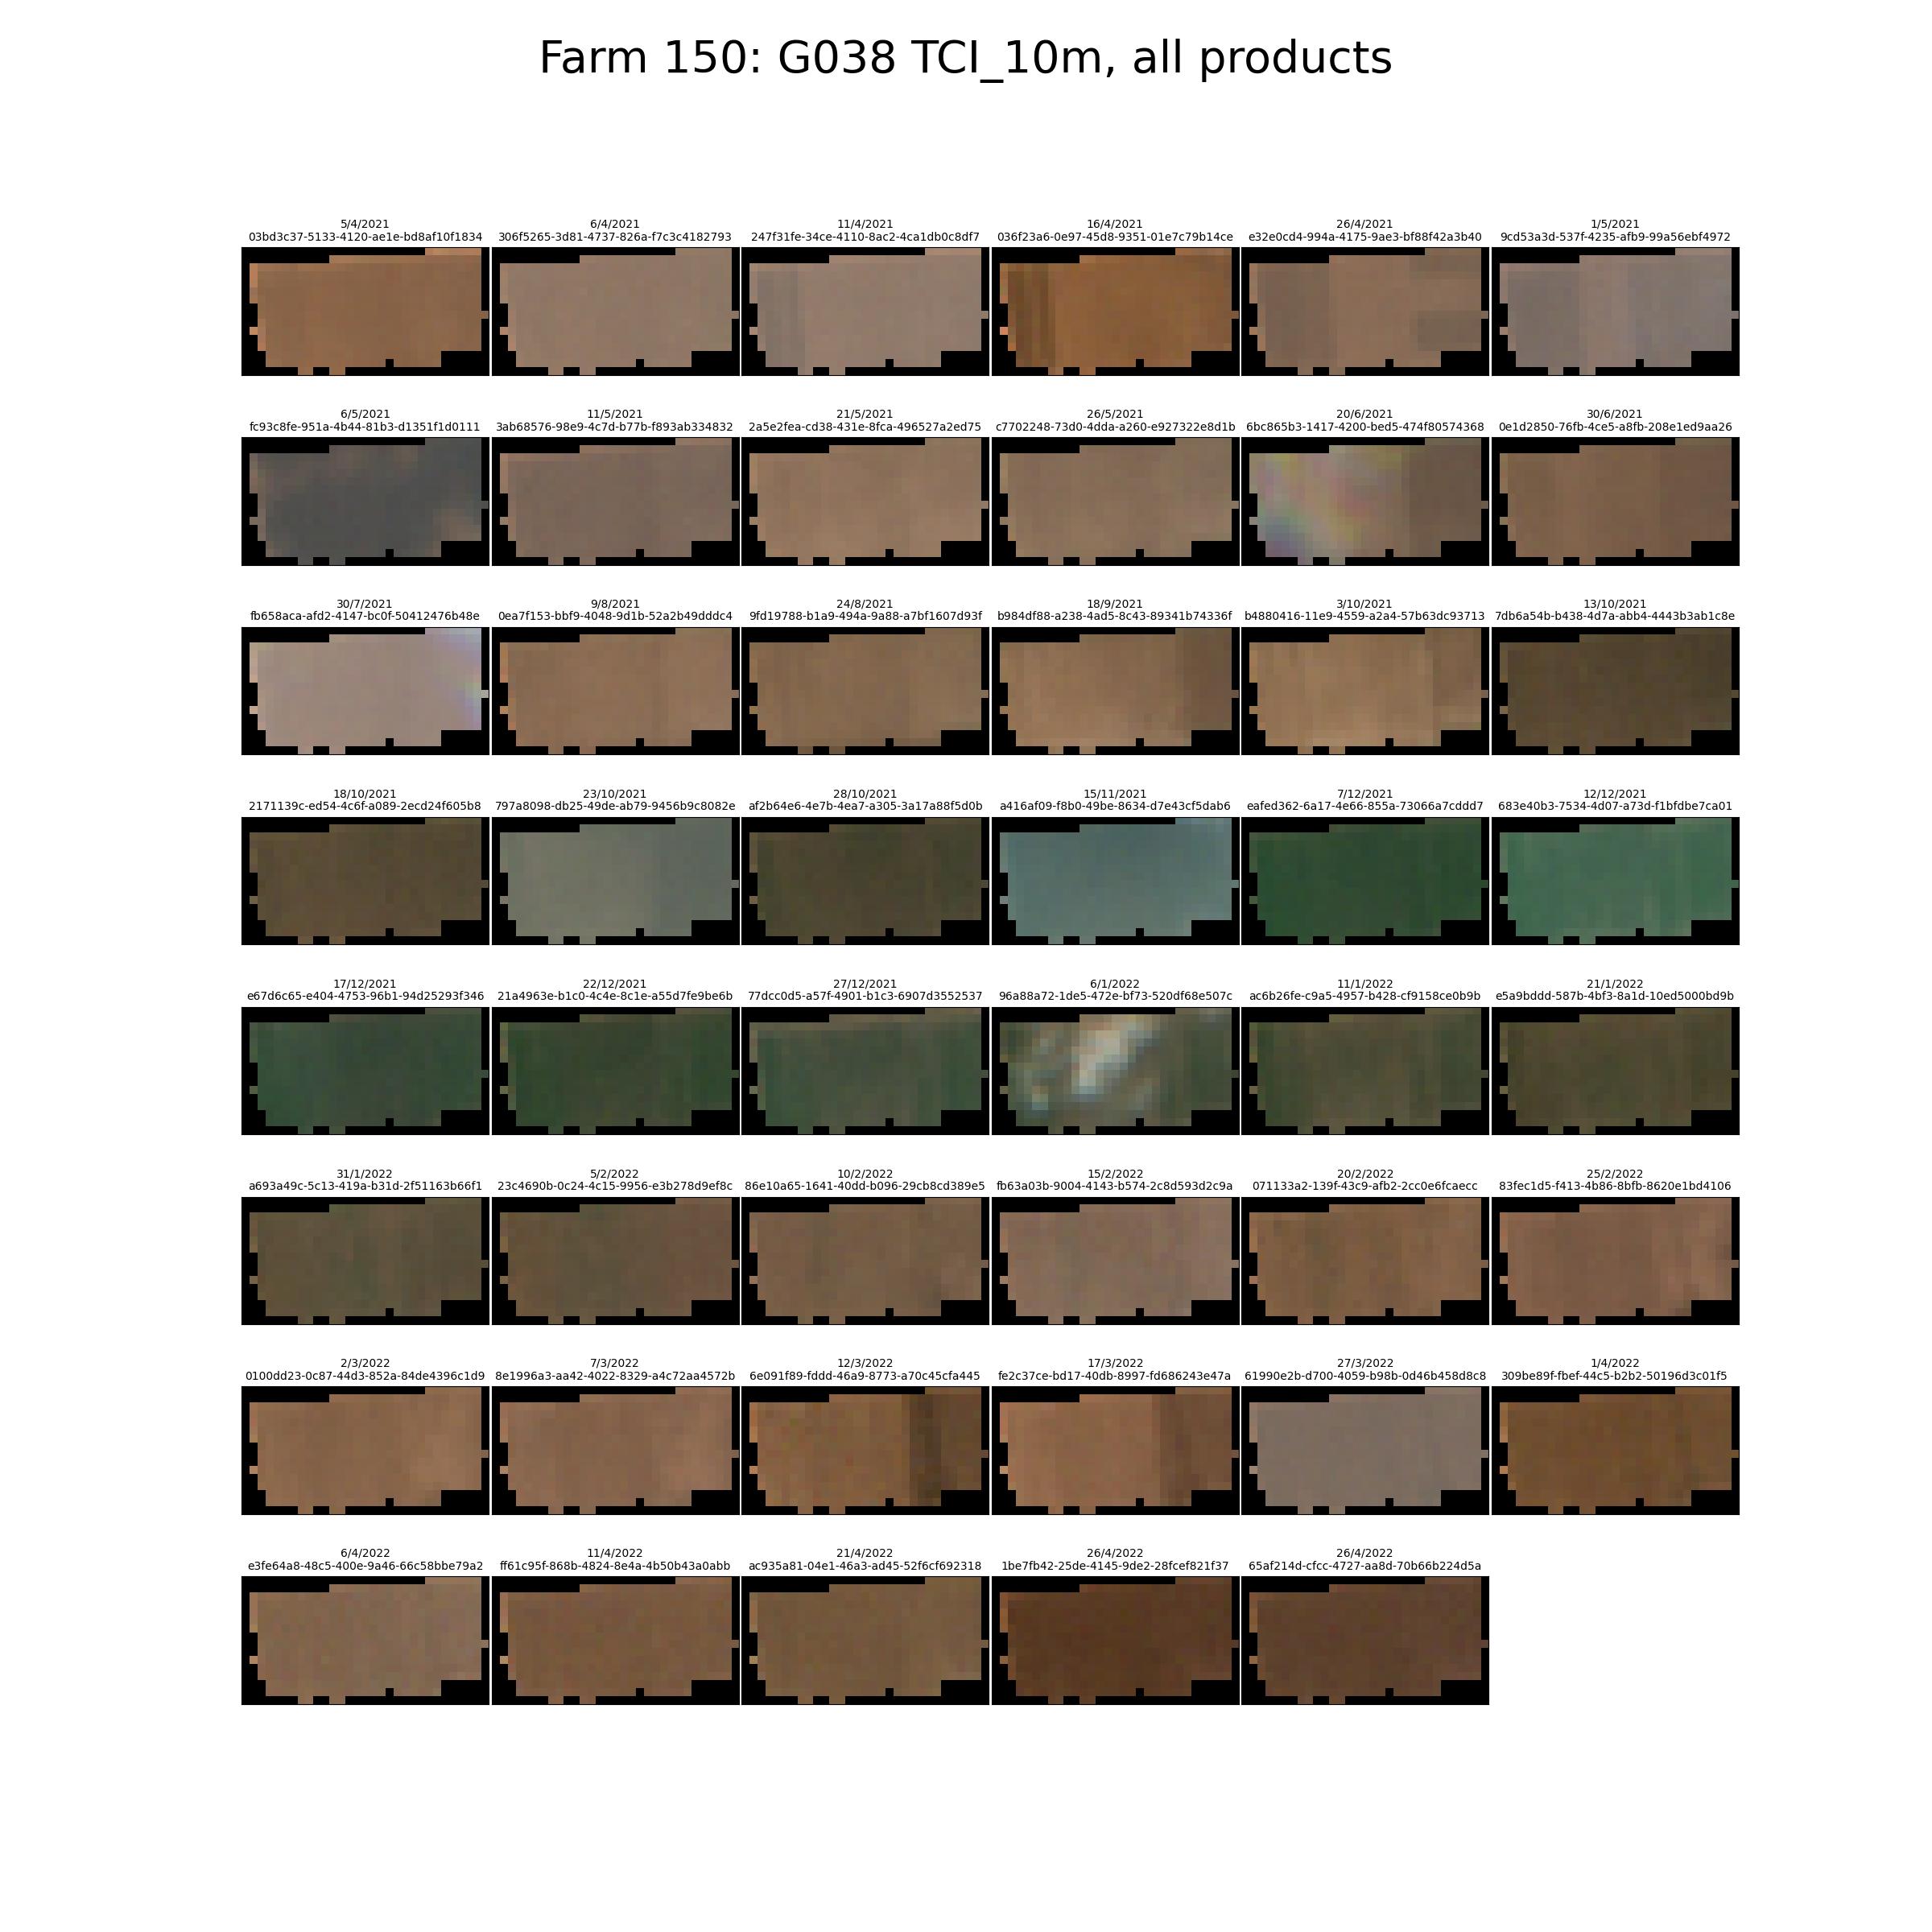 Farm 150: G038 TCI_10m, all products
5/4/2021 6/4/2021 11/4/2021 16/4/2021 26/4/2021 1/5/2021
03bd3c37-5133-4120-ae1e-bd8af10f1834 306f5265-3d81-4737-826a-f7c3c4182793 247f31fe-34ce-4110-8ac2-4ca1db0c8df7 036f23a6-0e97-45d8-9351-01e7c79b14ce e32e0cd4-994a-4175-9ae3-bf88f42a3b40 9cd53a3d-537f-4235-afb9-99a56ebf4972
6/5/2021 11/5/2021 21/5/2021 26/5/2021 20/6/2021 30/6/2021
fc93c8fe-951a-4b44-81b3-d1351f1d0111 3ab68576-98e9-4c7d-b77b-f893ab334832 2a5e2fea-cd38-431e-8fca-496527a2ed75 c7702248-73d0-4dda-a260-e927322e8d1b 6bc865b3-1417-4200-bed5-474f80574368 0e1d2850-76fb-4ce5-a8fb-208e1ed9aa26
30/7/2021 9/8/2021 24/8/2021 18/9/2021 3/10/2021 13/10/2021
fb658aca-afd2-4147-bc0f-50412476b48e 0ea7f153-bbf9-4048-9d1b-52a2b49dddc4 9fd19788-b1a9-494a-9a88-a7bf1607d93f b984df88-a238-4ad5-8c43-89341b74336f b4880416-11e9-4559-a2a4-57b63dc93713 7db6a54b-b438-4d7a-abb4-4443b3ab1c8e
18/10/2021 23/10/2021 28/10/2021 15/11/2021 7/12/2021 12/12/2021
2171139c-ed54-4c6f-a089-2ecd24f605b8 797a8098-db25-49de-ab79-9456b9c8082e af2b64e6-4e7b-4ea7-a305-3a17a88f5d0b a416af09-f8b0-49be-8634-d7e43cf5dab6 eafed362-6a17-4e66-855a-73066a7cddd7 683e40b3-7534-4d07-a73d-f1bfdbe7ca01
17/12/2021 22/12/2021 27/12/2021 6/1/2022 11/1/2022 21/1/2022
e67d6c65-e404-4753-96b1-94d25293f346 21a4963e-b1c0-4c4e-8c1e-a55d7fe9be6b 77dcc0d5-a57f-4901-b1c3-6907d3552537 96a88a72-1de5-472e-bf73-520df68e507c ac6b26fe-c9a5-4957-b428-cf9158ce0b9b e5a9bddd-587b-4bf3-8a1d-10ed5000bd9b
31/1/2022 5/2/2022 10/2/2022 15/2/2022 20/2/2022 25/2/2022
a693a49c-5c13-419a-b31d-2f51163b66f1 23c4690b-0c24-4c15-9956-e3b278d9ef8c 86e10a65-1641-40dd-b096-29cb8cd389e5 fb63a03b-9004-4143-b574-2c8d593d2c9a 071133a2-139f-43c9-afb2-2cc0e6fcaecc 83fec1d5-f413-4b86-8bfb-8620e1bd4106
2/3/2022 7/3/2022 12/3/2022 17/3/2022 27/3/2022 1/4/2022
0100dd23-0c87-44d3-852a-84de4396c1d9 8e1996a3-aa42-4022-8329-a4c72aa4572b 6e091f89-fddd-46a9-8773-a70c45cfa445 fe2c37ce-bd17-40db-8997-fd686243e47a 61990e2b-d700-4059-b98b-0d46b458d8c8 309be89f-fbef-44c5-b2b2-50196d3c01f5
6/4/2022 11/4/2022 21/4/2022 26/4/2022 26/4/2022
e3fe64a8-48c5-400e-9a46-66c58bbe79a2 ff61c95f-868b-4824-8e4a-4b50b43a0abb ac935a81-04e1-46a3-ad45-52f6cf692318 1be7fb42-25de-4145-9de2-28fcef821f37 65af214d-cfcc-4727-aa8d-70b66b224d5a